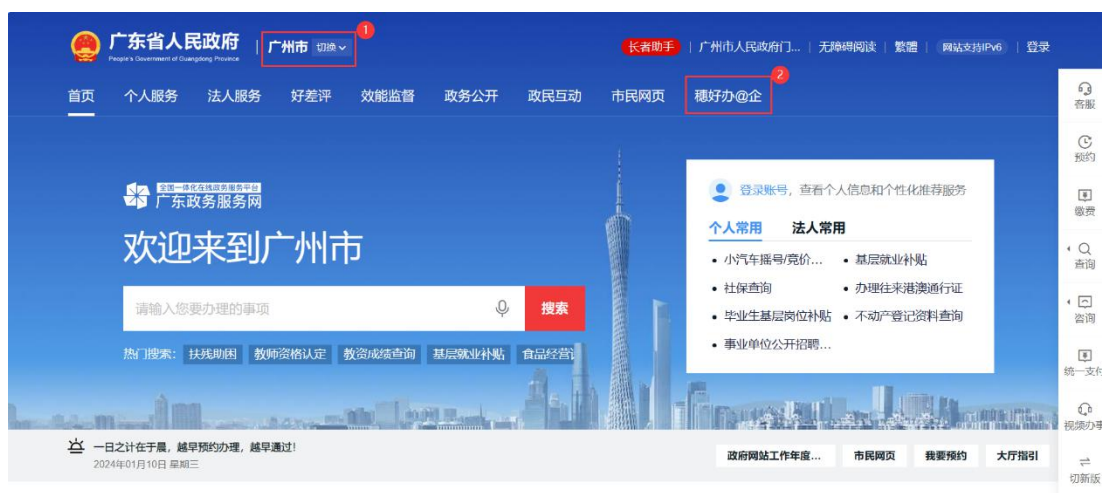 1
广东省人民政府 | 广州市 切换
People's Government of Guangdong Province
长者助手 | 广州市人民政府门... | 无障碍阅读 | 繁體 | 网站支持IPv6 | 登录
2
首页 个人服务 法人服务 好差评 效能监督 政务公开 政民互动 市民网页 穗好办@企
客服
预约
缴费
查询
咨询
统一支付
视频办事
切新版
全国一体化在线政务服务平台
广东政务服务网
欢迎来到广州市
请输入您要办理的事项 搜索
热门搜索: 扶残助困 教师资格认定 教资成绩查询 基层就业补贴 食品经营
登录账号，查看个人信息和个性化推荐服务
个人常用 法人常用
• 小汽车摇号/竞价... • 基层就业补贴
• 社保查询 • 办理往来港澳通行证
• 毕业生基层岗位补贴 • 不动产登记资料查询
• 事业单位公开招聘...
一日之计在于晨，越早预约办理，越早通过!
2024年01月10日 星期三
政府网站工作年度... 市民网页 我要预约 大厅指引